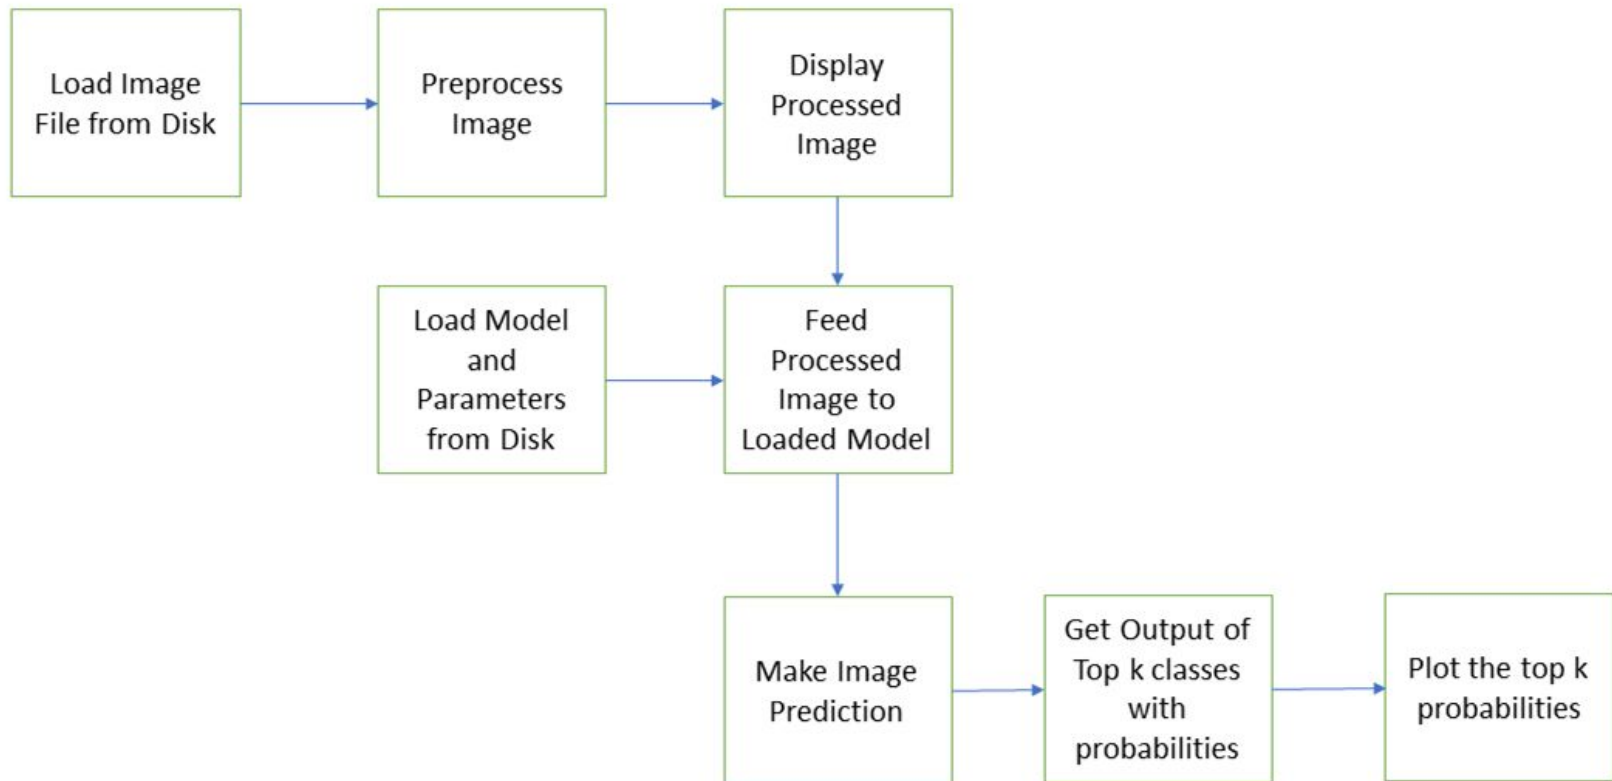 Load Image
File from Disk
Preprocess
Image
Display
Processed
Image
Load Model
and
Parameters
from Disk
Feed
Processed
Image to
Loaded Model
Make Image
Prediction
Get Output of
Top k classes
with
probabilities
Plot the top k
probabilities